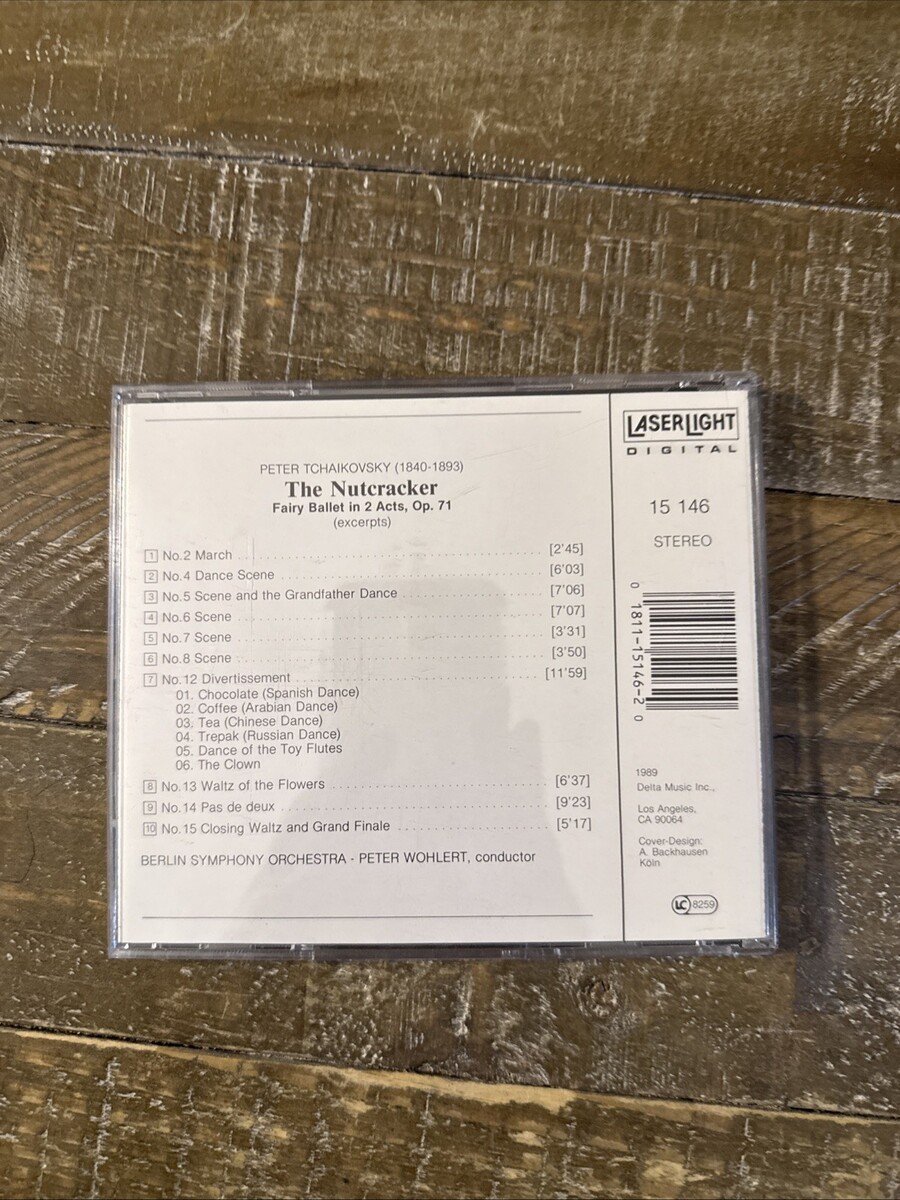 PETER TCHAIKOVSKY (1840-1893)
The Nutcracker
Fairy Ballet in 2 Acts, Op. 71
(excerpts)
1 No.2 March [2'45]
2 No.4 Dance Scene [6'03]
3 No.5 Scene and the Grandfather Dance [7'06]
4 No.6 Scene [7'07]
5 No.7 Scene [3'31]
6 No.8 Scene [3'50]
7 No.12 Divertissement [11'59]
01. Chocolate (Spanish Dance)
02. Coffee (Arabian Dance)
03. Tea (Chinese Dance)
04. Trepak (Russian Dance)
05. Dance of the Toy Flutes
06. The Clown
8 No.13 Waltz of the Flowers [6'37]
9 No.14 Pas de deux [9'23]
10 No.15 Closing Waltz and Grand Finale [5'17]
BERLIN SYMPHONY ORCHESTRA · PETER WOHLERT, conductor
LASERLIGHT
DIGITAL
15 146
STEREO
0 1811-15146-2 0
1989
Delta Music Inc.,
Los Angeles,
CA 90064
Cover-Design:
A. Backhausen
Köln
LC 8259